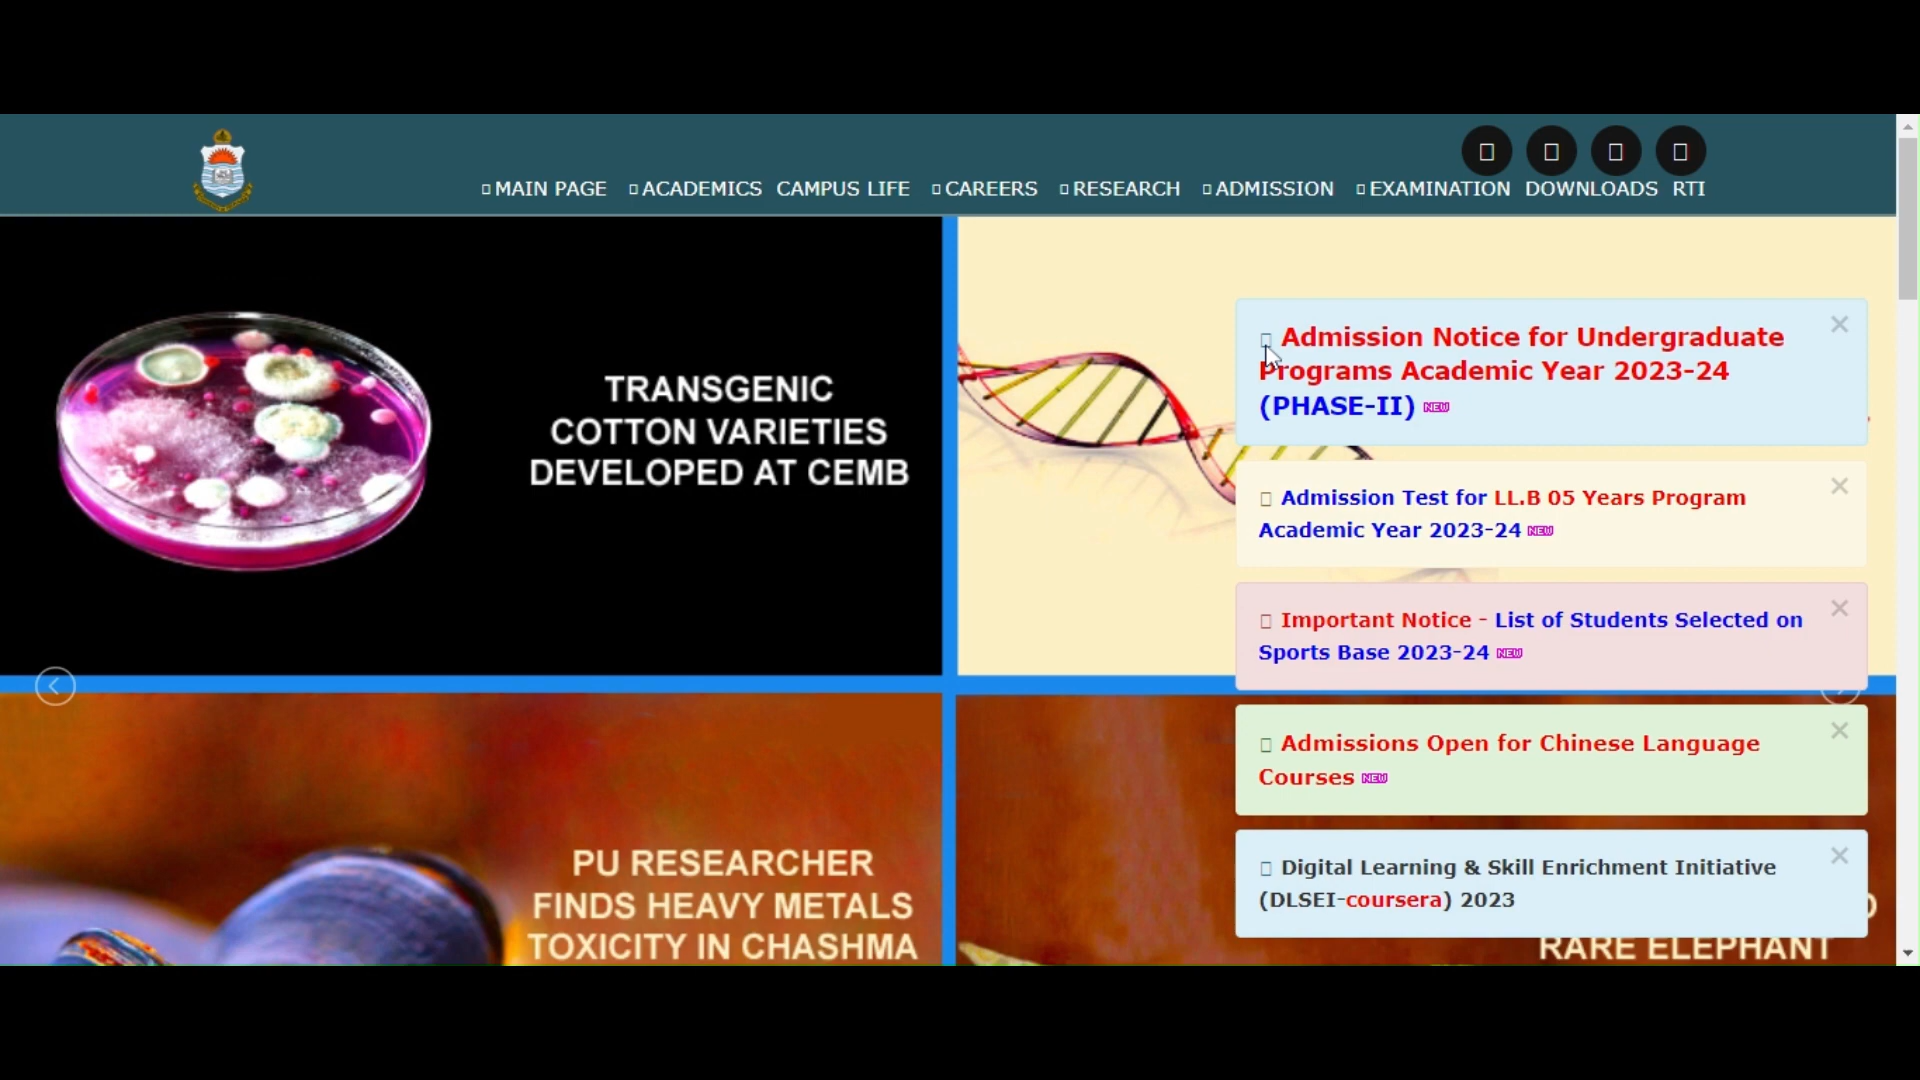 MAIN PAGE ACADEMICS CAMPUS LIFE CAREERS RESEARCH ADMISSION EXAMINATION DOWNLOADS RTI
TRANSGENIC
COTTON VARIETIES
DEVELOPED AT CEMB
Admission Notice for Undergraduate
Programs Academic Year 2023-24
(PHASE-II) NEW
Admission Test for LL.B 05 Years Program
Academic Year 2023-24 NEW
Important Notice - List of Students Selected on
Sports Base 2023-24 NEW
Admissions Open for Chinese Language
Courses NEW
Digital Learning & Skill Enrichment Initiative
(DLSEI-coursera) 2023
PU RESEARCHER
FINDS HEAVY METALS
TOXICITY IN CHASHMA
RARE ELEPHANT